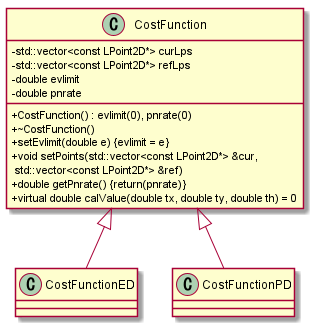 C CostFunction
-std::vector<const LPoint2D*> curLps
-std::vector<const LPoint2D*> refLps
-double evlimit
-double pnrate
+CostFunction() : evlimit(0), pnrate(0)
+~CostFunction()
+setEvlimit(double e) {evlimit = e}
+void setPoints(std::vector<const LPoint2D*> &cur,
std::vector<const LPoint2D*> &ref)
+double getPnrate() {return(pnrate)}
+virtual double calValue(double tx, double ty, double th) = 0
C CostFunctionED
C CostFunctionPD